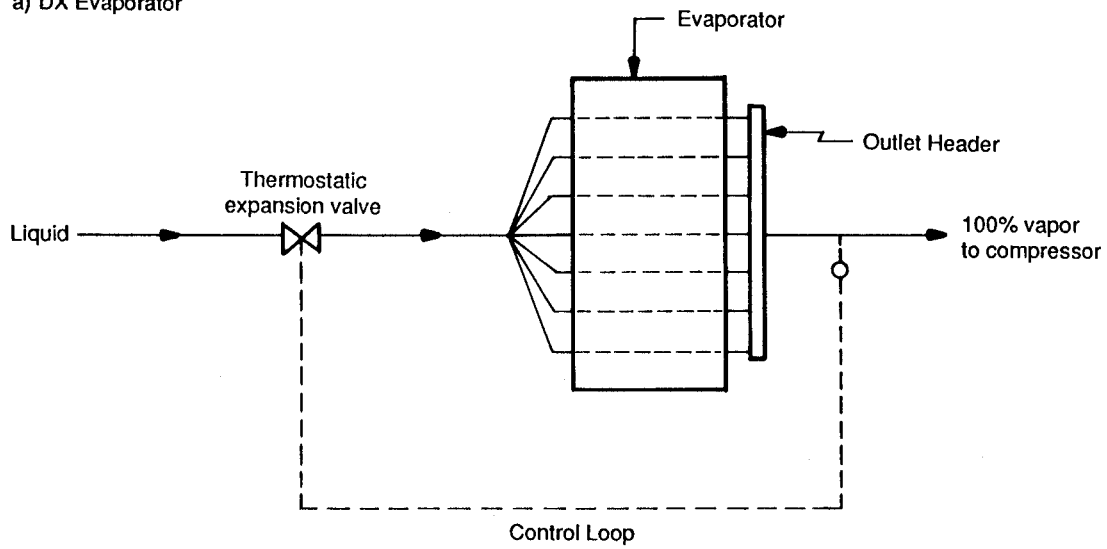 a) DX Evaporator
Evaporator
Outlet Header
Thermostatic
expansion valve
Liquid
100% vapor
to compressor
Control Loop